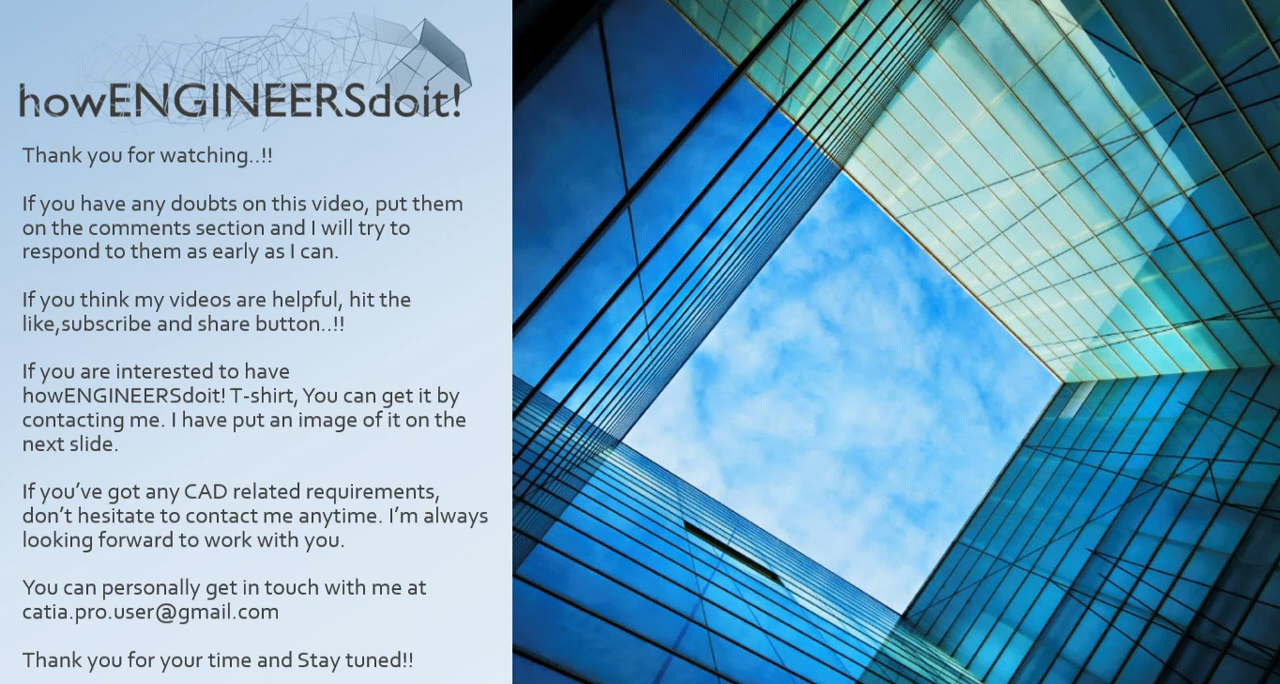 howENGINEERSdoit!
Thank you for watching..!!
If you have any doubts on this video, put them
on the comments section and I will try to
respond to them as early as I can.
If you think my videos are helpful, hit the
like,subscribe and share button..!!
If you are interested to have
howENGINEERSdoit! T-shirt, You can get it by
contacting me. I have put an image of it on the
next slide.
If you’ve got any CAD related requirements,
don’t hesitate to contact me anytime. I’m always
looking forward to work with you.
You can personally get in touch with me at
catia.pro.user@gmail.com
Thank you for your time and Stay tuned!!